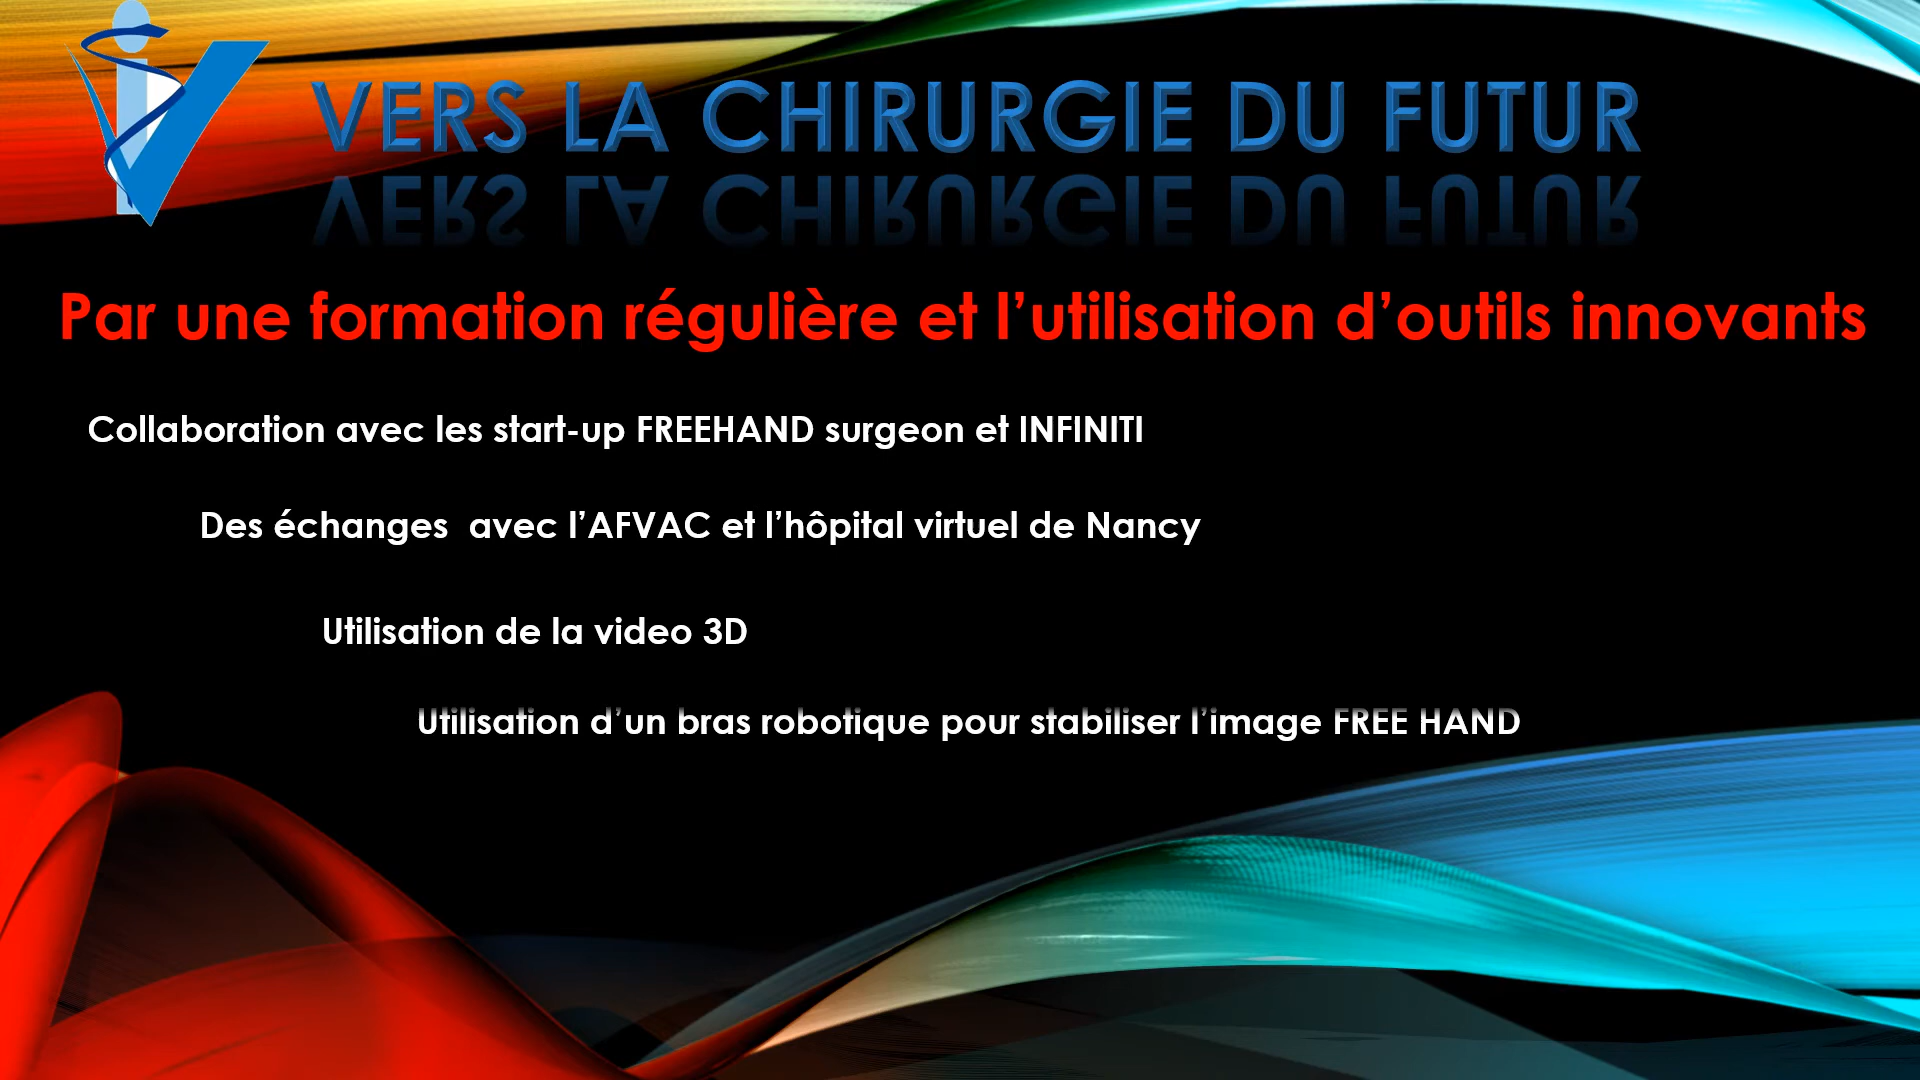 VERS LA CHIRURGIE DU FUTUR
Par une formation régulière et l’utilisation d’outils innovants
Collaboration avec les start-up FREEHAND surgeon et INFINITI
Des échanges  avec l’AFVAC et l’hôpital virtuel de Nancy
Utilisation de la video 3D
Utilisation d’un bras robotique pour stabiliser l’image FREE HAND